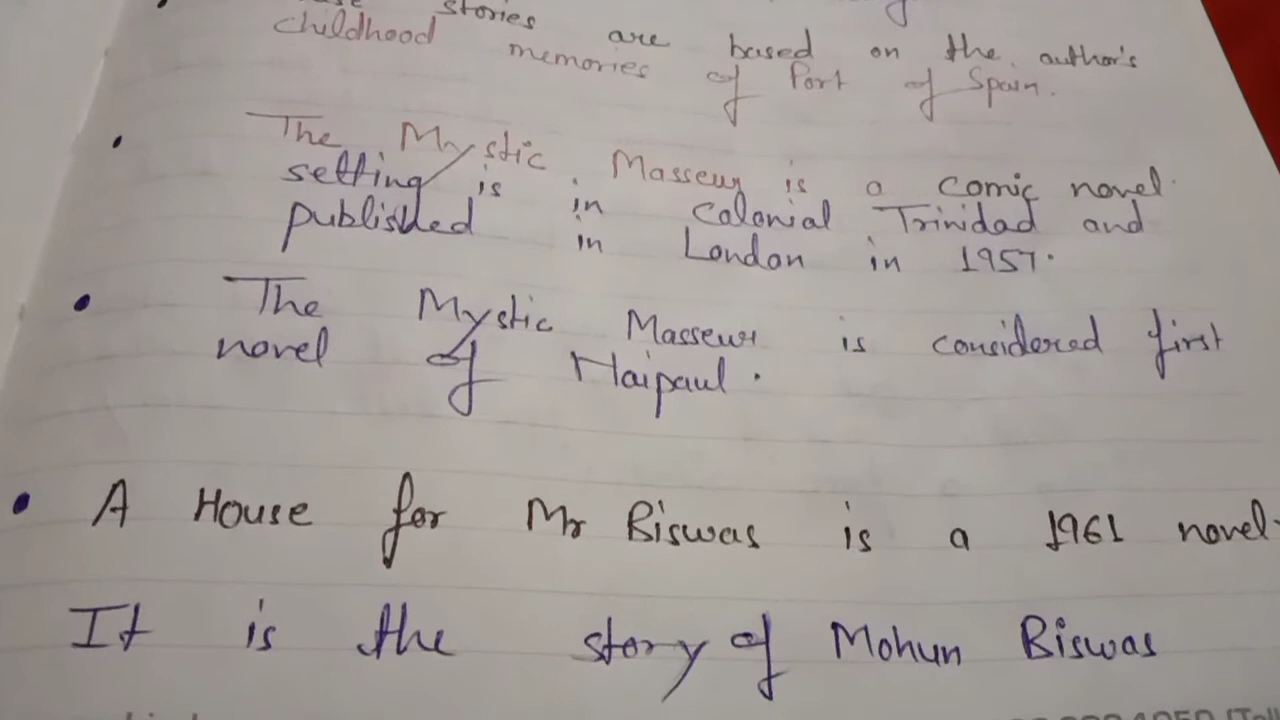 stories are based on the author's
childhood memories of Port of Spain.
The Mystic Masseur is a comic novel
setting is in colonial Trinidad and
published in London in 1957.
The Mystic Masseur is considered first
novel of Naipaul.
A House for Mr Biswas is a 1961 novel.
It is the story of Mohun Biswas